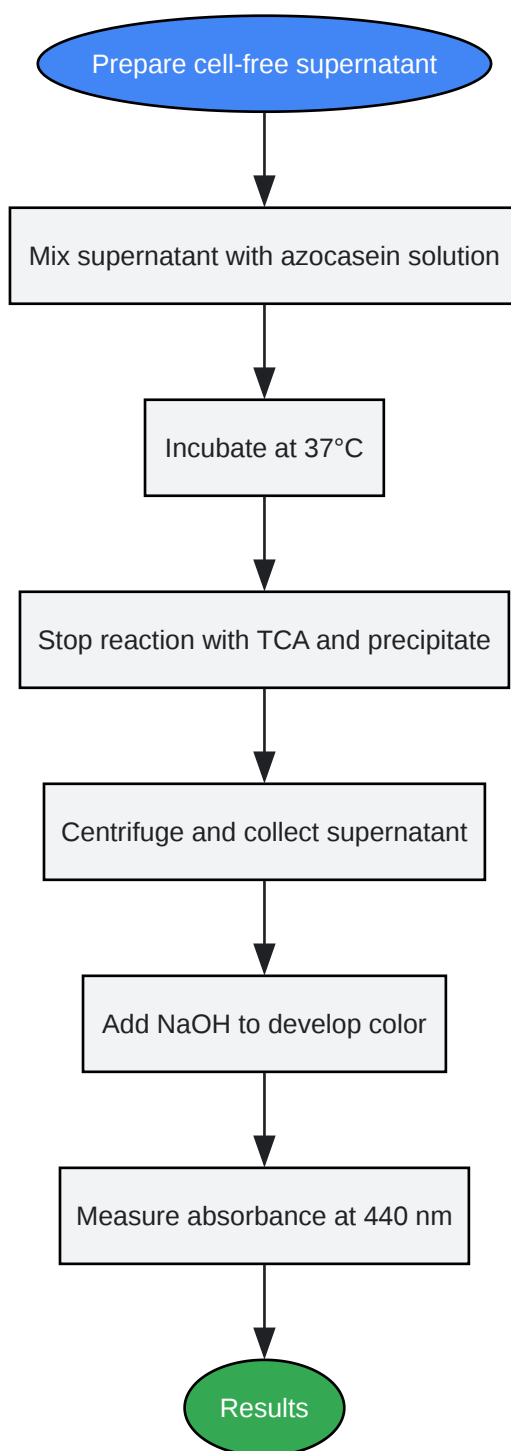 Prepare cell-free supernatant
Mix supernatant with azocasein solution
Incubate at 37°C
Stop reaction with TCA and precipitate
Centrifuge and collect supernatant
Add NaOH to develop color
Measure absorbance at 440 nm
Results